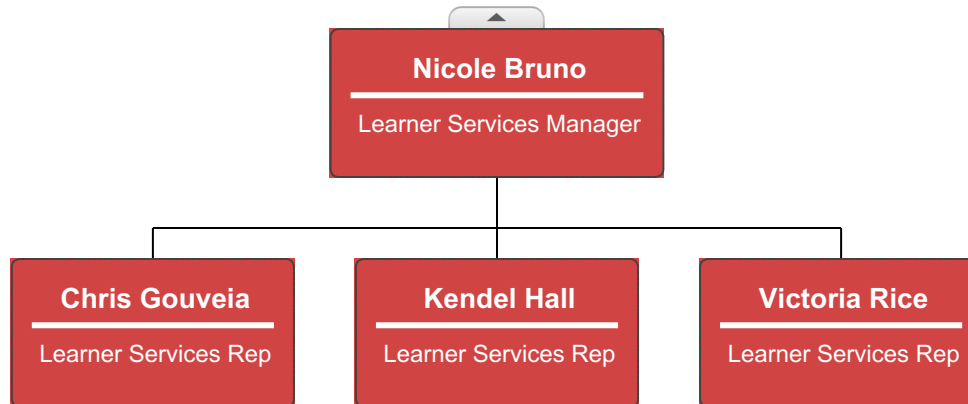 Nicole Bruno
Learner Services Manager
Chris Gouveia
Learner Services Rep
Kendel Hall
Learner Services Rep
Victoria Rice
Learner Services Rep